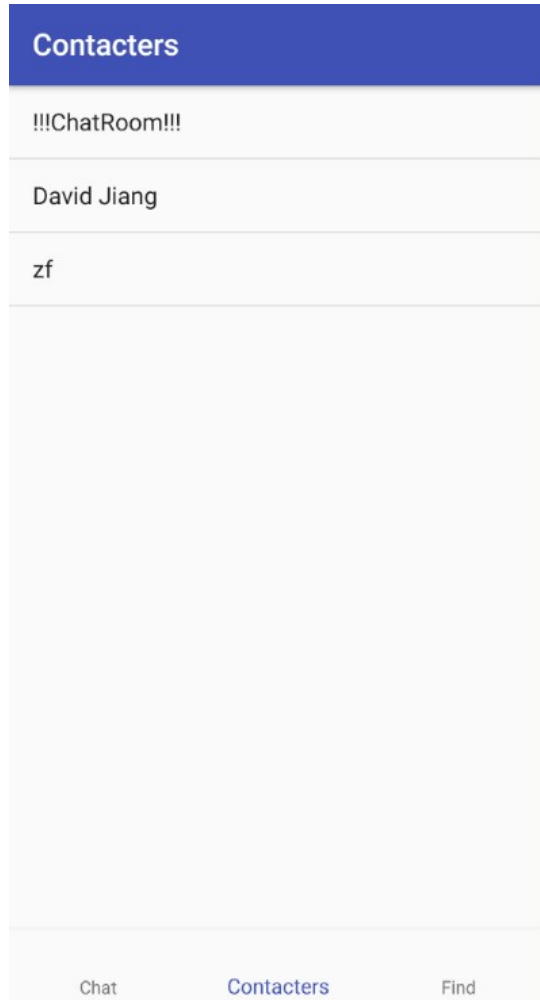 Contacters
!!!ChatRoom!!!
David Jiang
zf
Chat Contacters Find